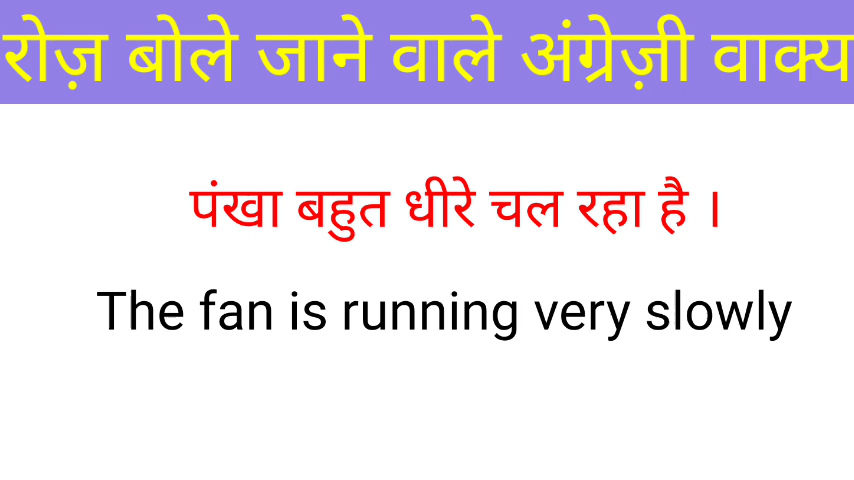 रोज़ बोले जाने वाले अंग्रेज़ी वाक्य
पंखा बहुत धीरे चल रहा है ।
The fan is running very slowly